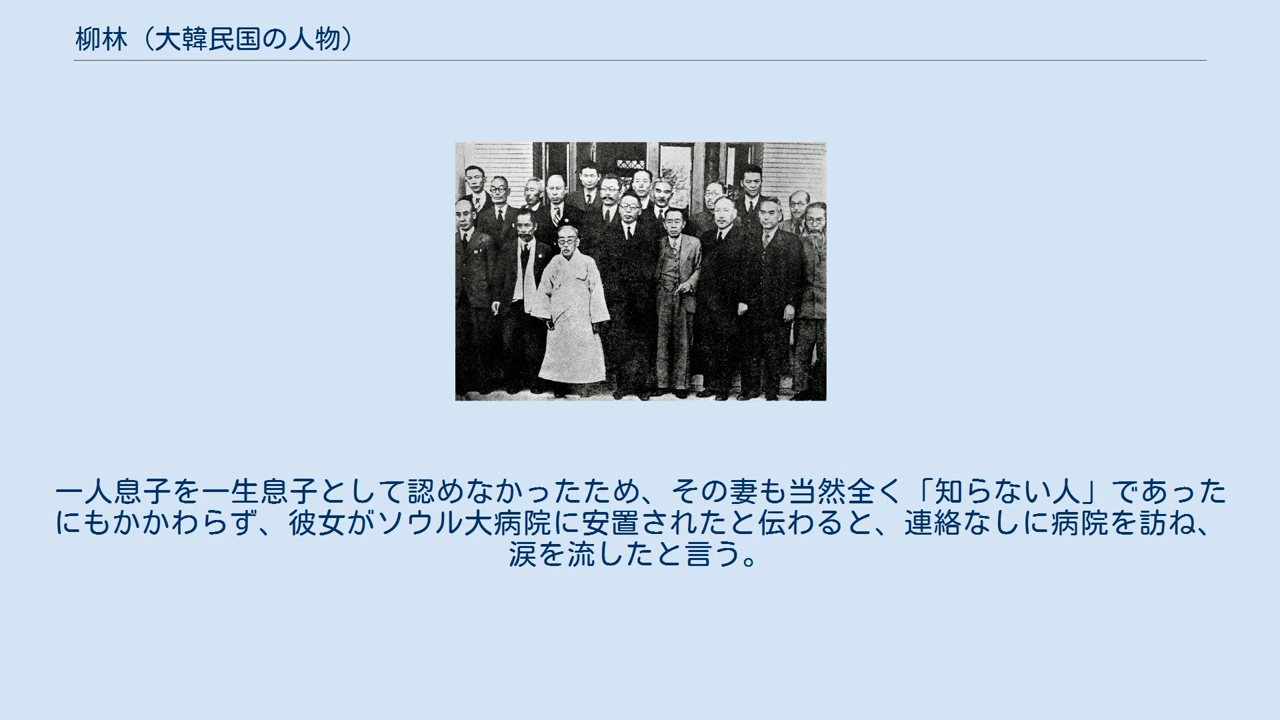 柳林（大韓民国の人物）
一人息子を一生息子として認めなかったため、その妻も当然全く「知らない人」であった
にもかかわらず、彼女がソウル大病院に安置されたと伝わると、連絡なしに病院を訪ね、
涙を流したと言う。